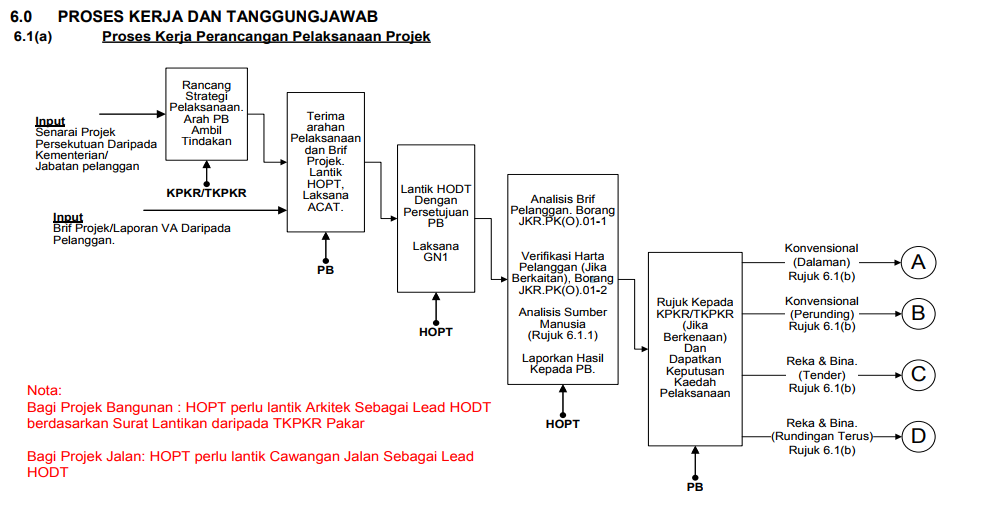 6.0 PROSES KERJA DAN TANGGUNGJAWAB
6.1(a) Proses Kerja Perancangan Pelaksanaan Projek
Input
Senarai Projek
Persekutuan Daripada
Kementerian/
Jabatan pelanggan
Rancang
Strategi
Pelaksanaan.
Arah PB
Ambil
Tindakan
KPKR/TKPKR
Input
Brif Projek/Laporan VA Daripada
Pelanggan.
Terima
arahan
Pelaksanaan
dan Brif
Projek.
Lantik
HOPT,
Laksana
ACAT.
PB
Lantik HODT
Dengan
Persetujuan
PB
Laksana
GN1
HOPT
Analisis Brif
Pelanggan. Borang
JKR.PK(O).01-1
Verifikasi Harta
Pelanggan (Jika
Berkaitan), Borang
JKR.PK(O).01-2
Analisis Sumber
Manusia
(Rujuk 6.1.1)
Laporkan Hasil
Kepada PB.
HOPT
Rujuk Kepada
KPKR/TKPKR
(Jika
Berkenaan)
Dan
Dapatkan
Keputusan
Kaedah
Pelaksanaan
PB
Konvensional
(Dalaman)
Rujuk 6.1(b)
A
Konvensional
(Perunding)
Rujuk 6.1(b)
B
Reka & Bina.
(Tender)
Rujuk 6.1(b)
C
Reka & Bina.
(Rundingan Terus)
Rujuk 6.1(b)
D
Nota:
Bagi Projek Bangunan : HOPT perlu lantik Arkitek Sebagai Lead HODT
berdasarkan Surat Lantikan daripada TKPKR Pakar
Bagi Projek Jalan: HOPT perlu lantik Cawangan Jalan Sebagai Lead
HODT